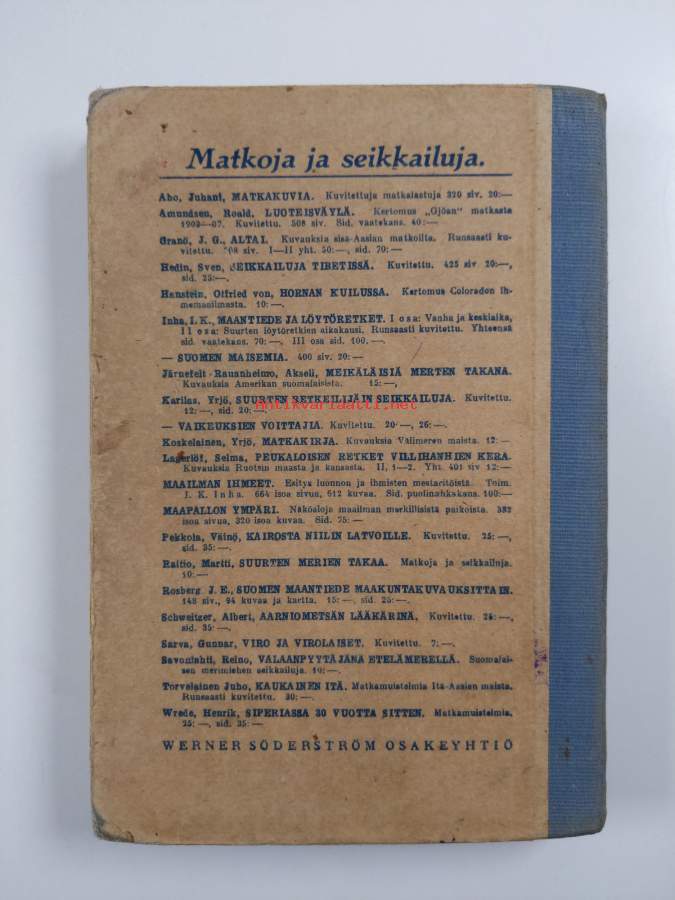 Matkoja ja seikkailuja.
Aho, Juhani, MATKAKUVIA. Kuvitettuja matkalastuja 320 siv. 20:—
Amundsen, Roald, LUOTEISVÄYLÄ. Kertomus „Gjöan" matkasta
1903—07. Kuvitettu. 508 siv. Sid. vaatekans. 40:—
Granö, J. G., ALTAI. Kuvauksia sisä-Aasian matkoilta. Runsaasti ku-
vitettu. siv. I—II yht. 50:—, sid. 70:—
Hedin, Sven, SEIKKAILUJA TIBETISSÄ. Kuvitettu. 425 siv 20:—,
sid. 25:—.
Hanstein, Otfried von, HORNAN KUILUSSA. Kertomus Coloradon ih-
memaailmasta. 10:—.
Inha, I. K., MAANTIEDE JA LÖYTÖRETKET. I osa: Vanha ja keskiaika,
II osa: Suurten löytöretkien aikakausi. Runsaasti kuvitettu. Yhteensä
sid. vaatekans. 70:—, III osa sid. 100.—.
— SUOMEN MAISEMIA. 400 siv. 20:—
Järnefelt-Rauanheimo, Akseli, MEIKÄLÄISIÄ MERTEN TAKANA.
Kuvauksia Amerikan suomalaisista. 15:—,
Karilas, Yrjö, SUURTEN RETKEILIJÄIN SEIKKAILUJA. Kuvitettu.
12:—, sid. 20:—.
antikvariaatti.net
— VAIKEUKSIEN VOITTAJIA. Kuvitettu. 20·—, 26:—.
Koskelainen, Yrjö, MATKAKIRJA. Kuvauksia Välimeren maista. 12:—
Lagerlöf, Selma, PEUKALOISEN RETKET VILLIHANHIEN KERA.
Kuvauksia Ruotsin maasta ja kansasta. II, 1—2. Yht. 401 siv 12:—
MAAILMAN IHMEET. Esitys luonnon ja ihmisten mestaritöistä. Toim.
I. K. Inha. 664 isoa sivua, 612 kuvaa. Sid. puolinahkakans. 100:—
MAAPALLON YMPÄRI. Näköaloja maailman merkillisistä paikoista. 332
isoa sivua, 320 isoa kuvaa. Sid. 75:—
Pekkola, Väinö, KAIROSTA NIILIN LATVOILLE. Kuvitettu. 25:—,
sid. 35:—.
Raitio, Martti, SUURTEN MERIEN TAKAA. Matkoja ja seikkailuja.
10:—.
Rosberg J. E., SUOMEN MAANTIEDE MAAKUNTAKUVAUKSITTAIN.
148 siv., 94 kuvaa ja kartta. 15:—, sid. 25:—.
Schweitzer, Albert, AARNIOMETSÄN LÄÄKÄRINÄ, Kuvitettu. 25:—,
sid. 35·—.
Sarva, Gunnar, VIRO JA VIROLAISET. Kuvitettu. 7:—.
Savonlahti, Reino, VALAANPYYTÄJÄNÄ ETELÄMERELLÄ. Suomalai-
sen merimiehen seikkailuja. 10:—.
Torvelainen Juho, KAUKAINEN ITÄ. Matkamuistelmia Itä-Aasian maista.
Runsaasti kuvitettu. 30:—.
Wrede, Henrik, SIPERIASSA 30 VUOTTA SITTEN. Matkamuistelmia.
25:—, sid. 35:—
WERNER SÖDERSTRÖM OSAKEYHTIÖ